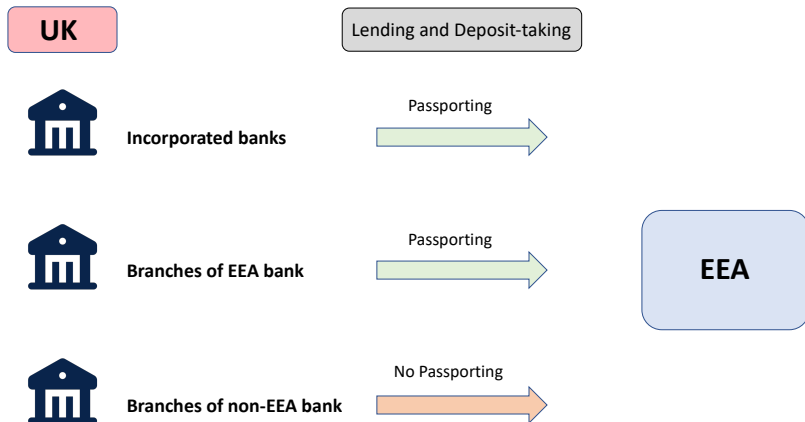 UK
Lending and Deposit-taking
Passporting
Incorporated banks
Passporting
Branches of EEA bank
EEA
No Passporting
Branches of non-EEA bank